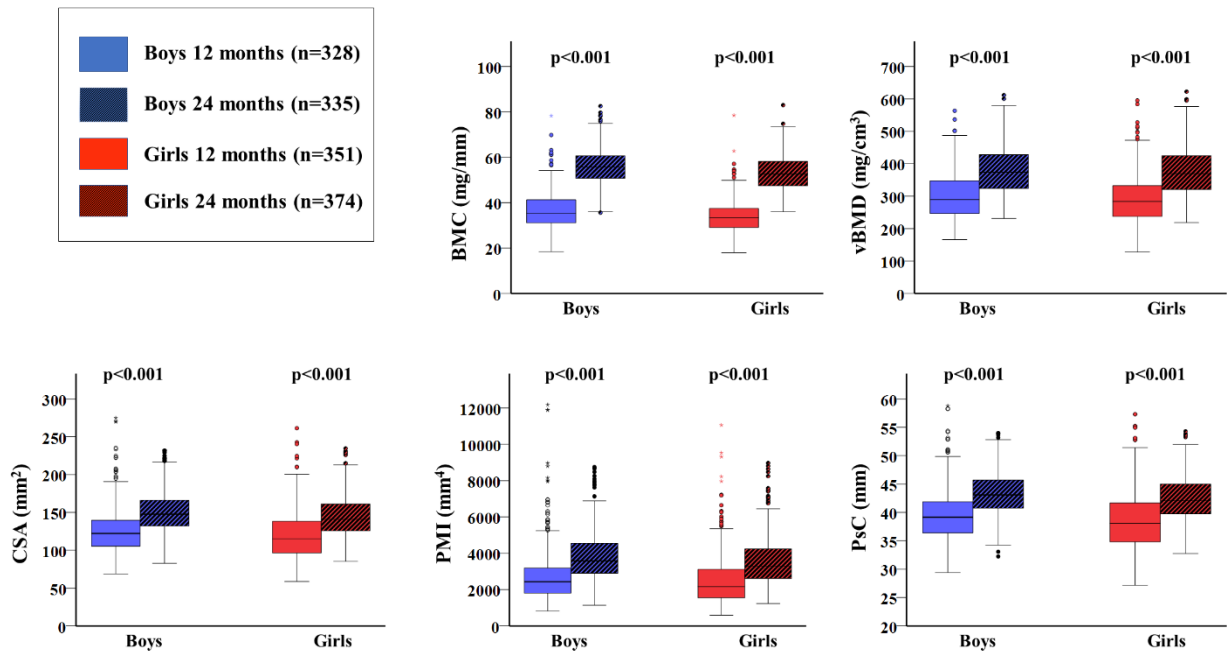 Boys 12 months (n=328)
Boys 24 months (n=335)
Girls 12 months (n=351)
Girls 24 months (n=374)
p<0.001 p<0.001
100
80
60
40
20
0
BMC (mg/mm)
Boys Girls
p<0.001 p<0.001
700
600
500
400
300
200
100
0
vBMD (mg/cm³)
Boys Girls
p<0.001 p<0.001
300
250
200
150
100
50
0
CSA (mm²)
Boys Girls
p<0.001 p<0.001
12000
10000
8000
6000
4000
2000
0
PMI (mm⁴)
Boys Girls
p<0.001 p<0.001
60
55
50
45
40
35
30
25
20
PsC (mm)
Boys Girls